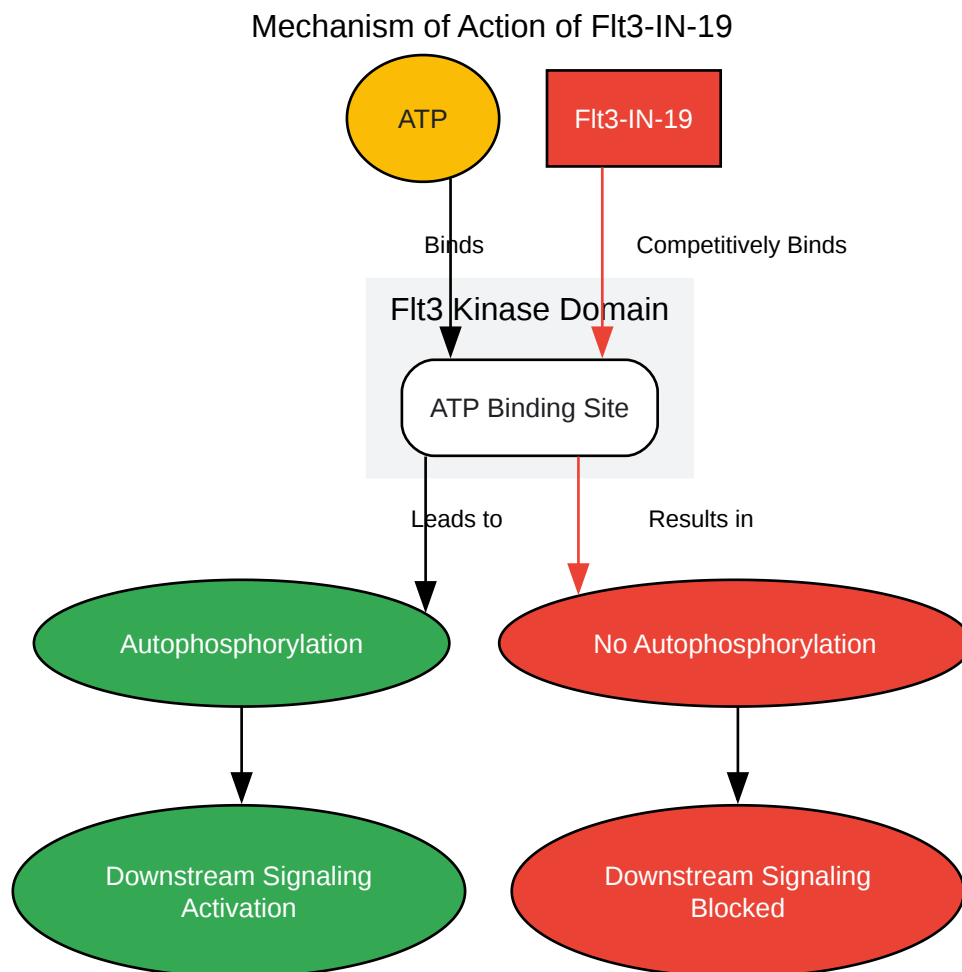 Mechanism of Action of Flt3-IN-19
ATP
Flt3-IN-19
Binds
Competitively Binds
Flt3 Kinase Domain
ATP Binding Site
Leads to
Results in
Autophosphorylation
No Autophosphorylation
Downstream Signaling
Activation
Downstream Signaling
Blocked